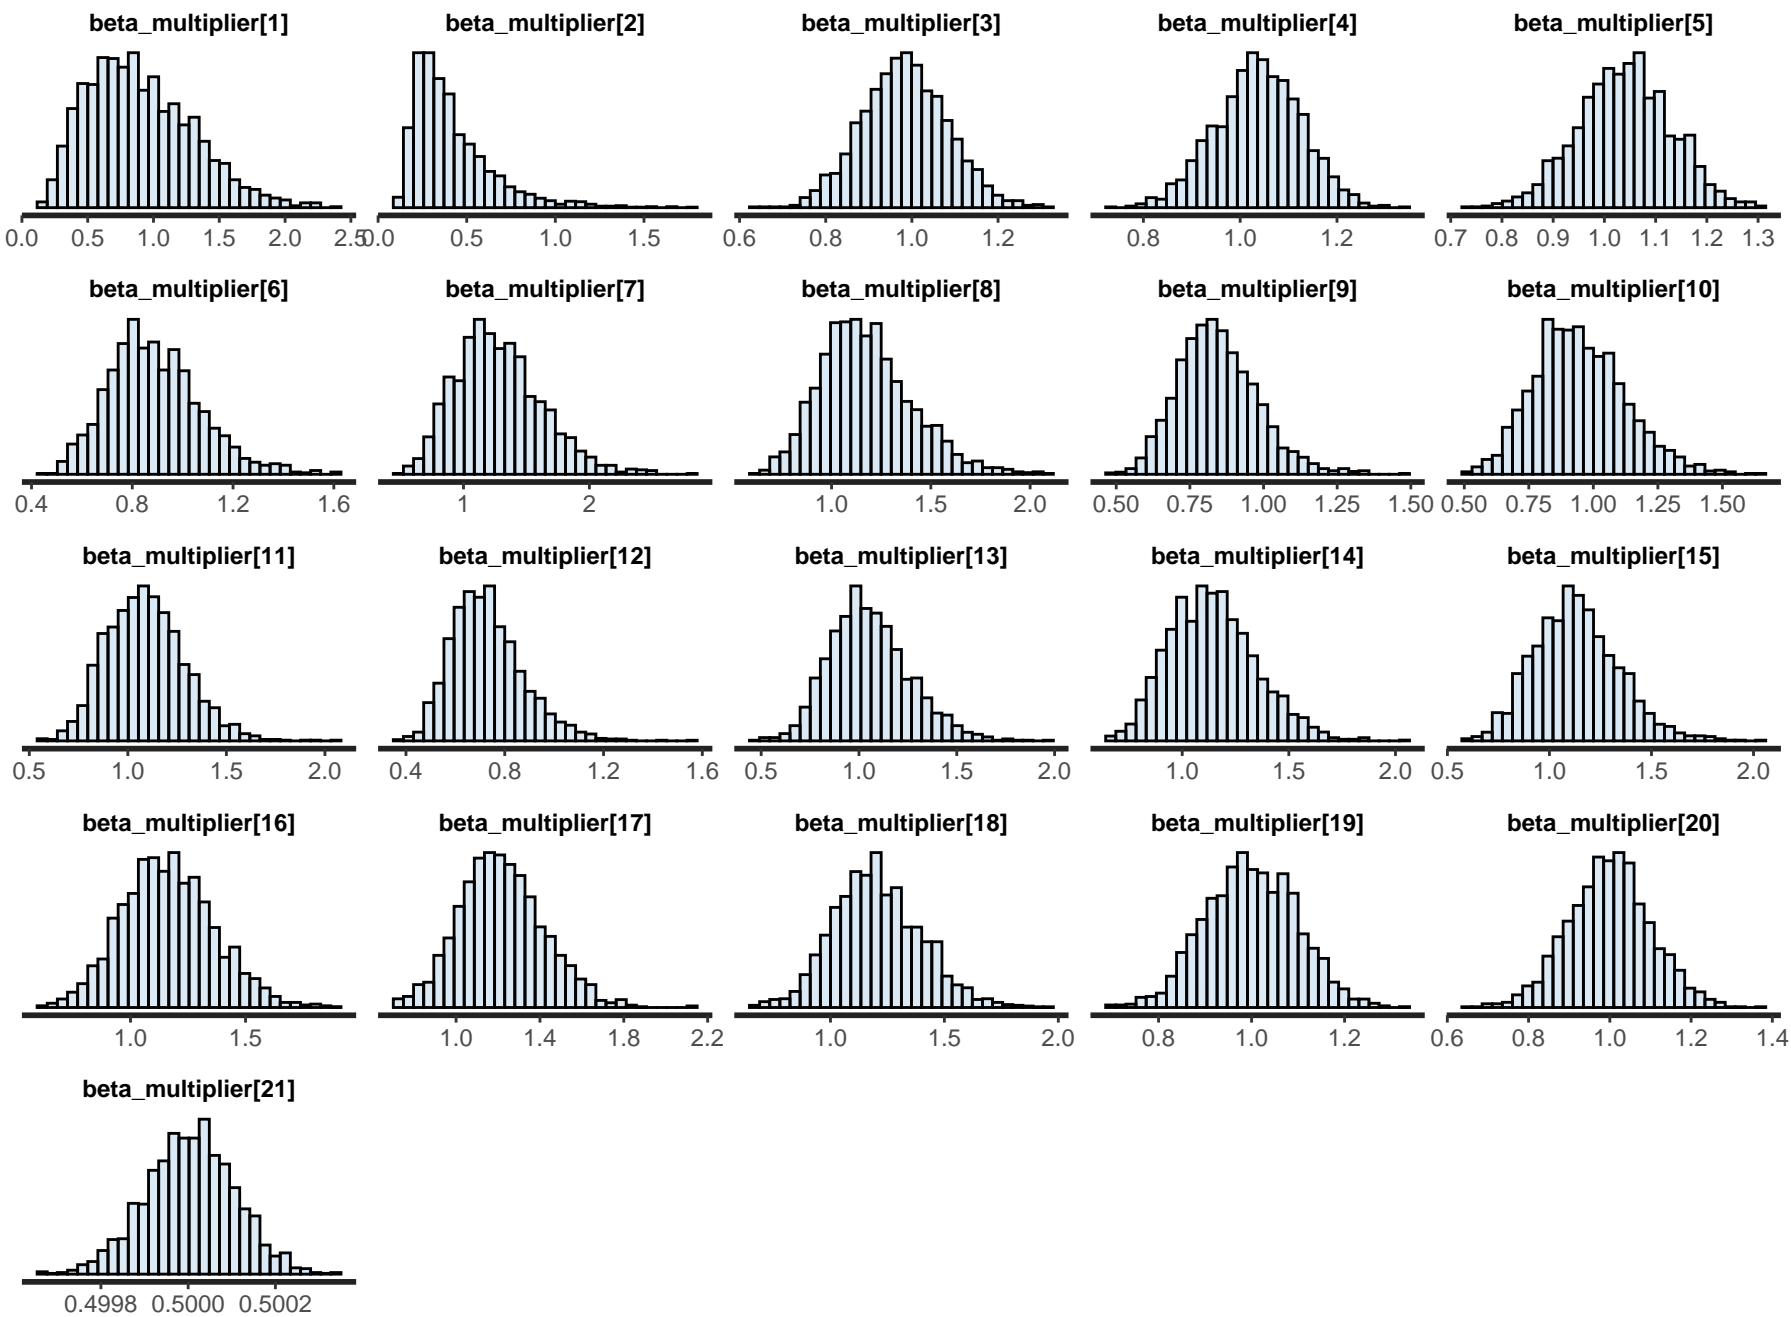 beta_multiplier[1] beta_multiplier[2] beta_multiplier[3] beta_multiplier[4] beta_multiplier[5]
0.0 0.5 1.0 1.5 2.0 2.5 0.0 0.5 1.0 1.5 0.6 0.8 1.0 1.2 0.8 1.0 1.2 0.7 0.8 0.9 1.0 1.1 1.2 1.3
beta_multiplier[6] beta_multiplier[7] beta_multiplier[8] beta_multiplier[9] beta_multiplier[10]
0.4 0.8 1.2 1.6 1 2 1.0 1.5 2.0 0.50 0.75 1.00 1.25 1.50 0.50 0.75 1.00 1.25 1.50
beta_multiplier[11] beta_multiplier[12] beta_multiplier[13] beta_multiplier[14] beta_multiplier[15]
0.5 1.0 1.5 2.0 0.4 0.8 1.2 1.6 0.5 1.0 1.5 2.0 1.0 1.5 2.0 0.5 1.0 1.5 2.0
beta_multiplier[16] beta_multiplier[17] beta_multiplier[18] beta_multiplier[19] beta_multiplier[20]
1.0 1.5 1.0 1.4 1.8 2.2 1.0 1.5 2.0 0.8 1.0 1.2 0.6 0.8 1.0 1.2 1.4
beta_multiplier[21]
0.4998 0.5000 0.5002